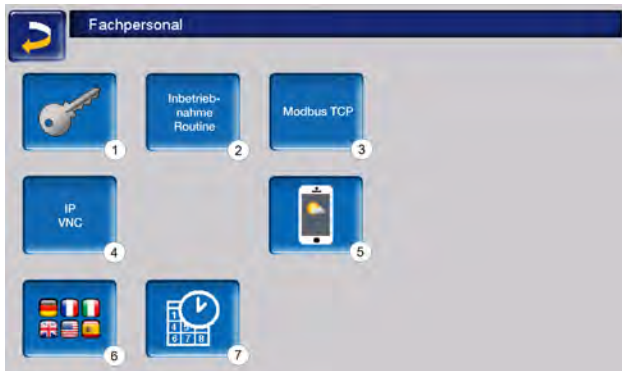 Fachpersonal
1
Inbetrieb-
nahme
Routine
2
Modbus TCP
3
IP
VNC
4
5
6
7